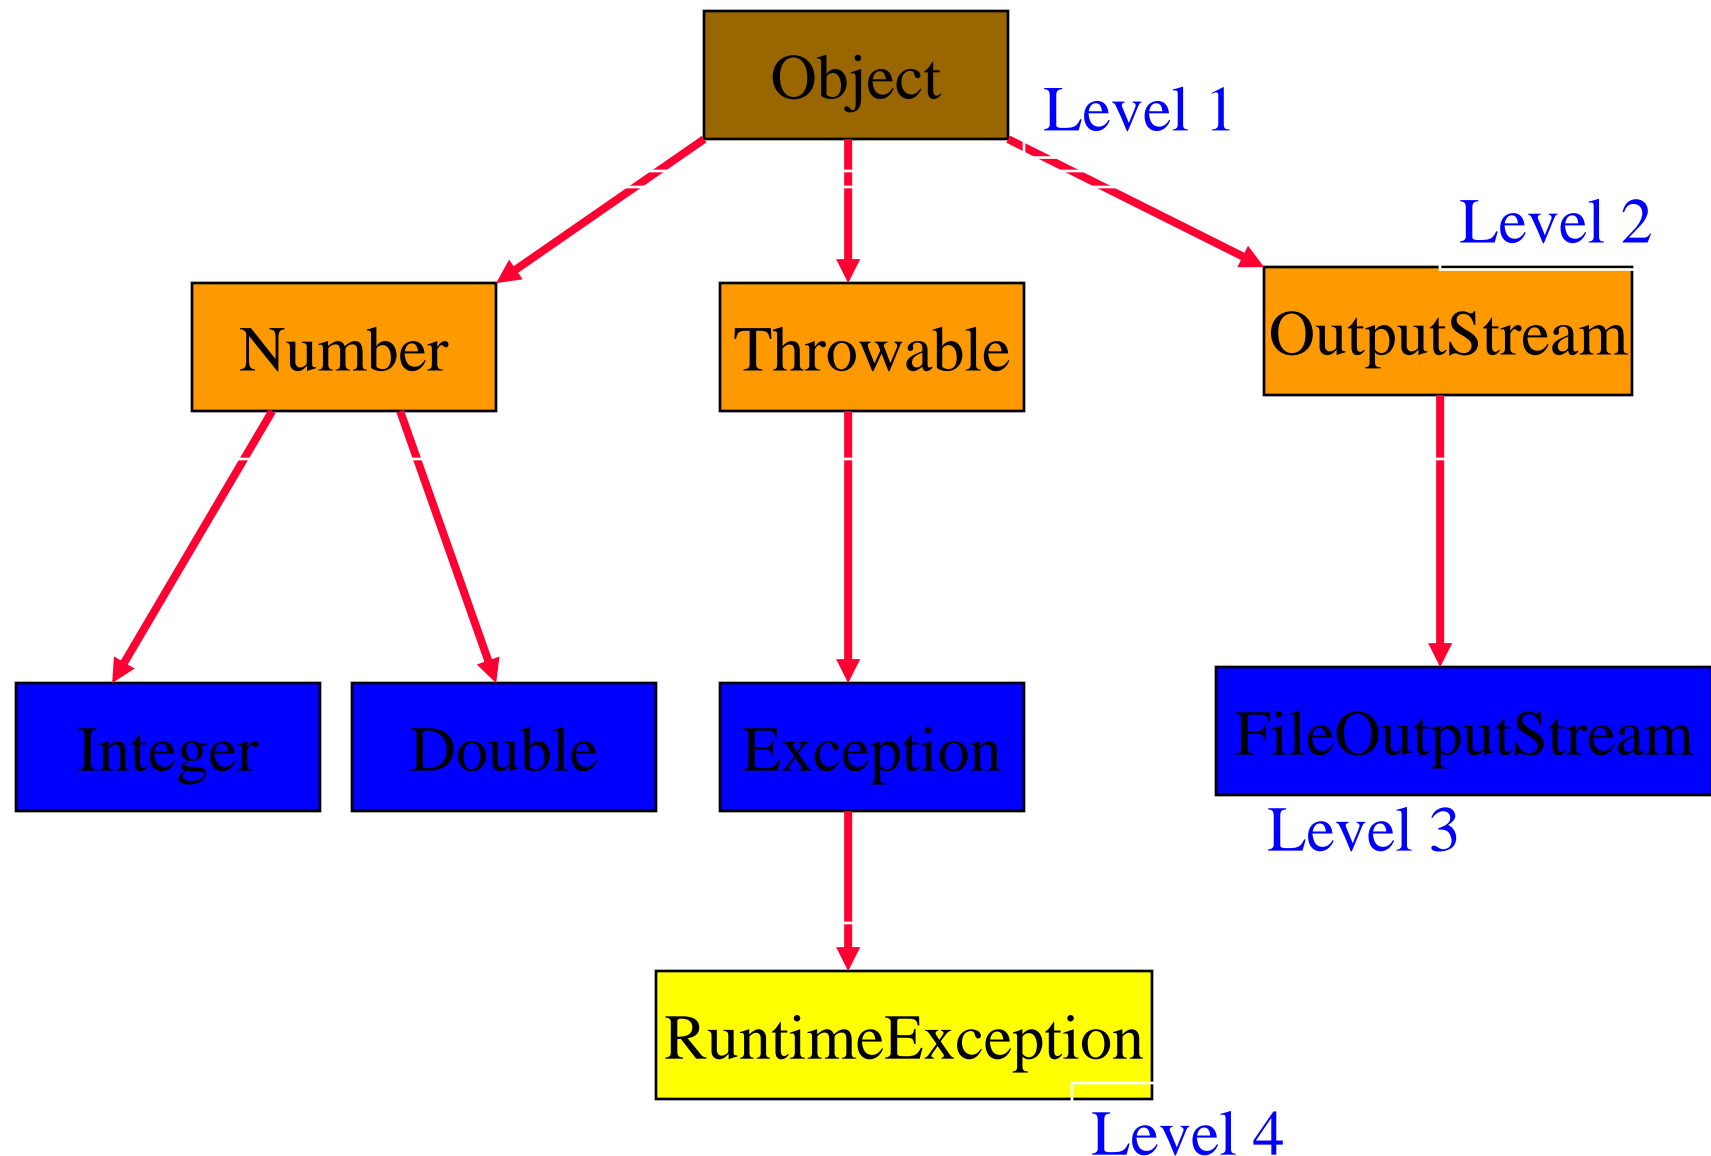 Object
Level 1
Level 2
Number
Throwable
OutputStream
Integer
Double
Exception
FileOutputStream
Level 3
RuntimeException
Level 4